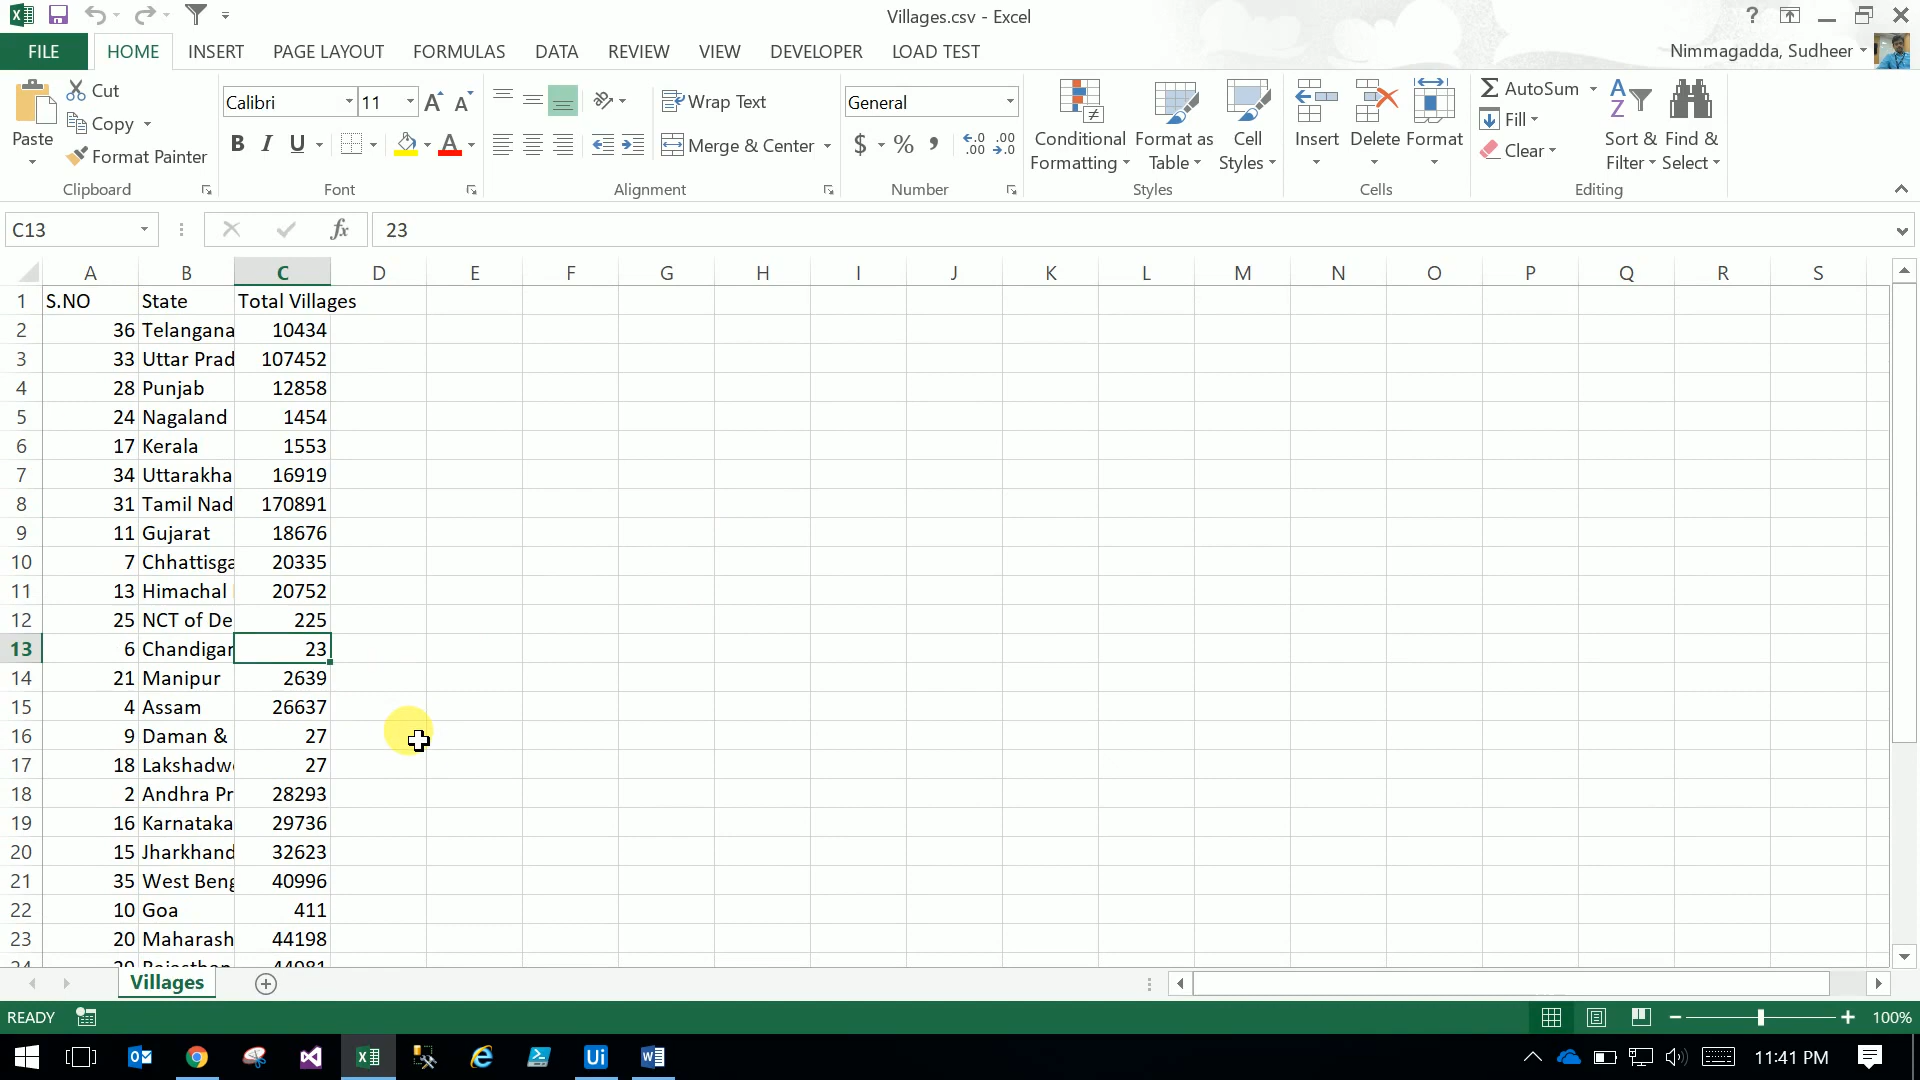 Villages.csv - Excel
FILE HOME INSERT PAGE LAYOUT FORMULAS DATA REVIEW VIEW DEVELOPER LOAD TEST Nimmagadda, Sudheer
Paste
Cut
Copy
Format Painter
Clipboard
Calibri 11
B I U
Font
Wrap Text
Merge & Center
Alignment
General
$ % ,
Number
Conditional Formatting
Format as Table
Cell Styles
Styles
Insert Delete Format
Cells
AutoSum
Fill
Clear
Sort & Filter
Find & Select
Editing
C13 fx 23
A B C D E F G H I J K L M N O P Q R S
1 S.NO State Total Villages
2 36 Telangana 10434
3 33 Uttar Prad 107452
4 28 Punjab 12858
5 24 Nagaland 1454
6 17 Kerala 1553
7 34 Uttarakha 16919
8 31 Tamil Nad 170891
9 11 Gujarat 18676
10 7 Chhattisga 20335
11 13 Himachal 20752
12 25 NCT of De 225
13 6 Chandigar 23
14 21 Manipur 2639
15 4 Assam 26637
16 9 Daman & 27
17 18 Lakshadwe 27
18 2 Andhra Pr 28293
19 16 Karnataka 29736
20 15 Jharkhand 32623
21 35 West Beng 40996
22 10 Goa 411
23 20 Maharash 44198
24 29 Rajasthan 44981
Villages
READY 100%
11:41 PM